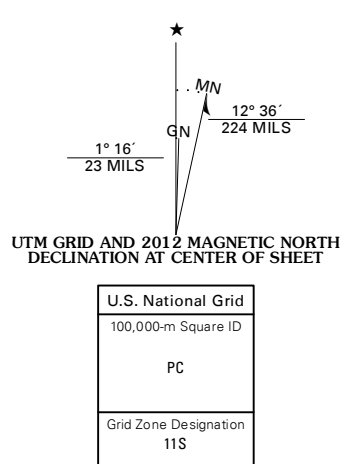 ★
MN
GN
12° 36´
224 MILS
1° 16´
23 MILS
UTM GRID AND 2012 MAGNETIC NORTH
DECLINATION AT CENTER OF SHEET
U.S. National Grid
100,000-m Square ID
PC
Grid Zone Designation
11S